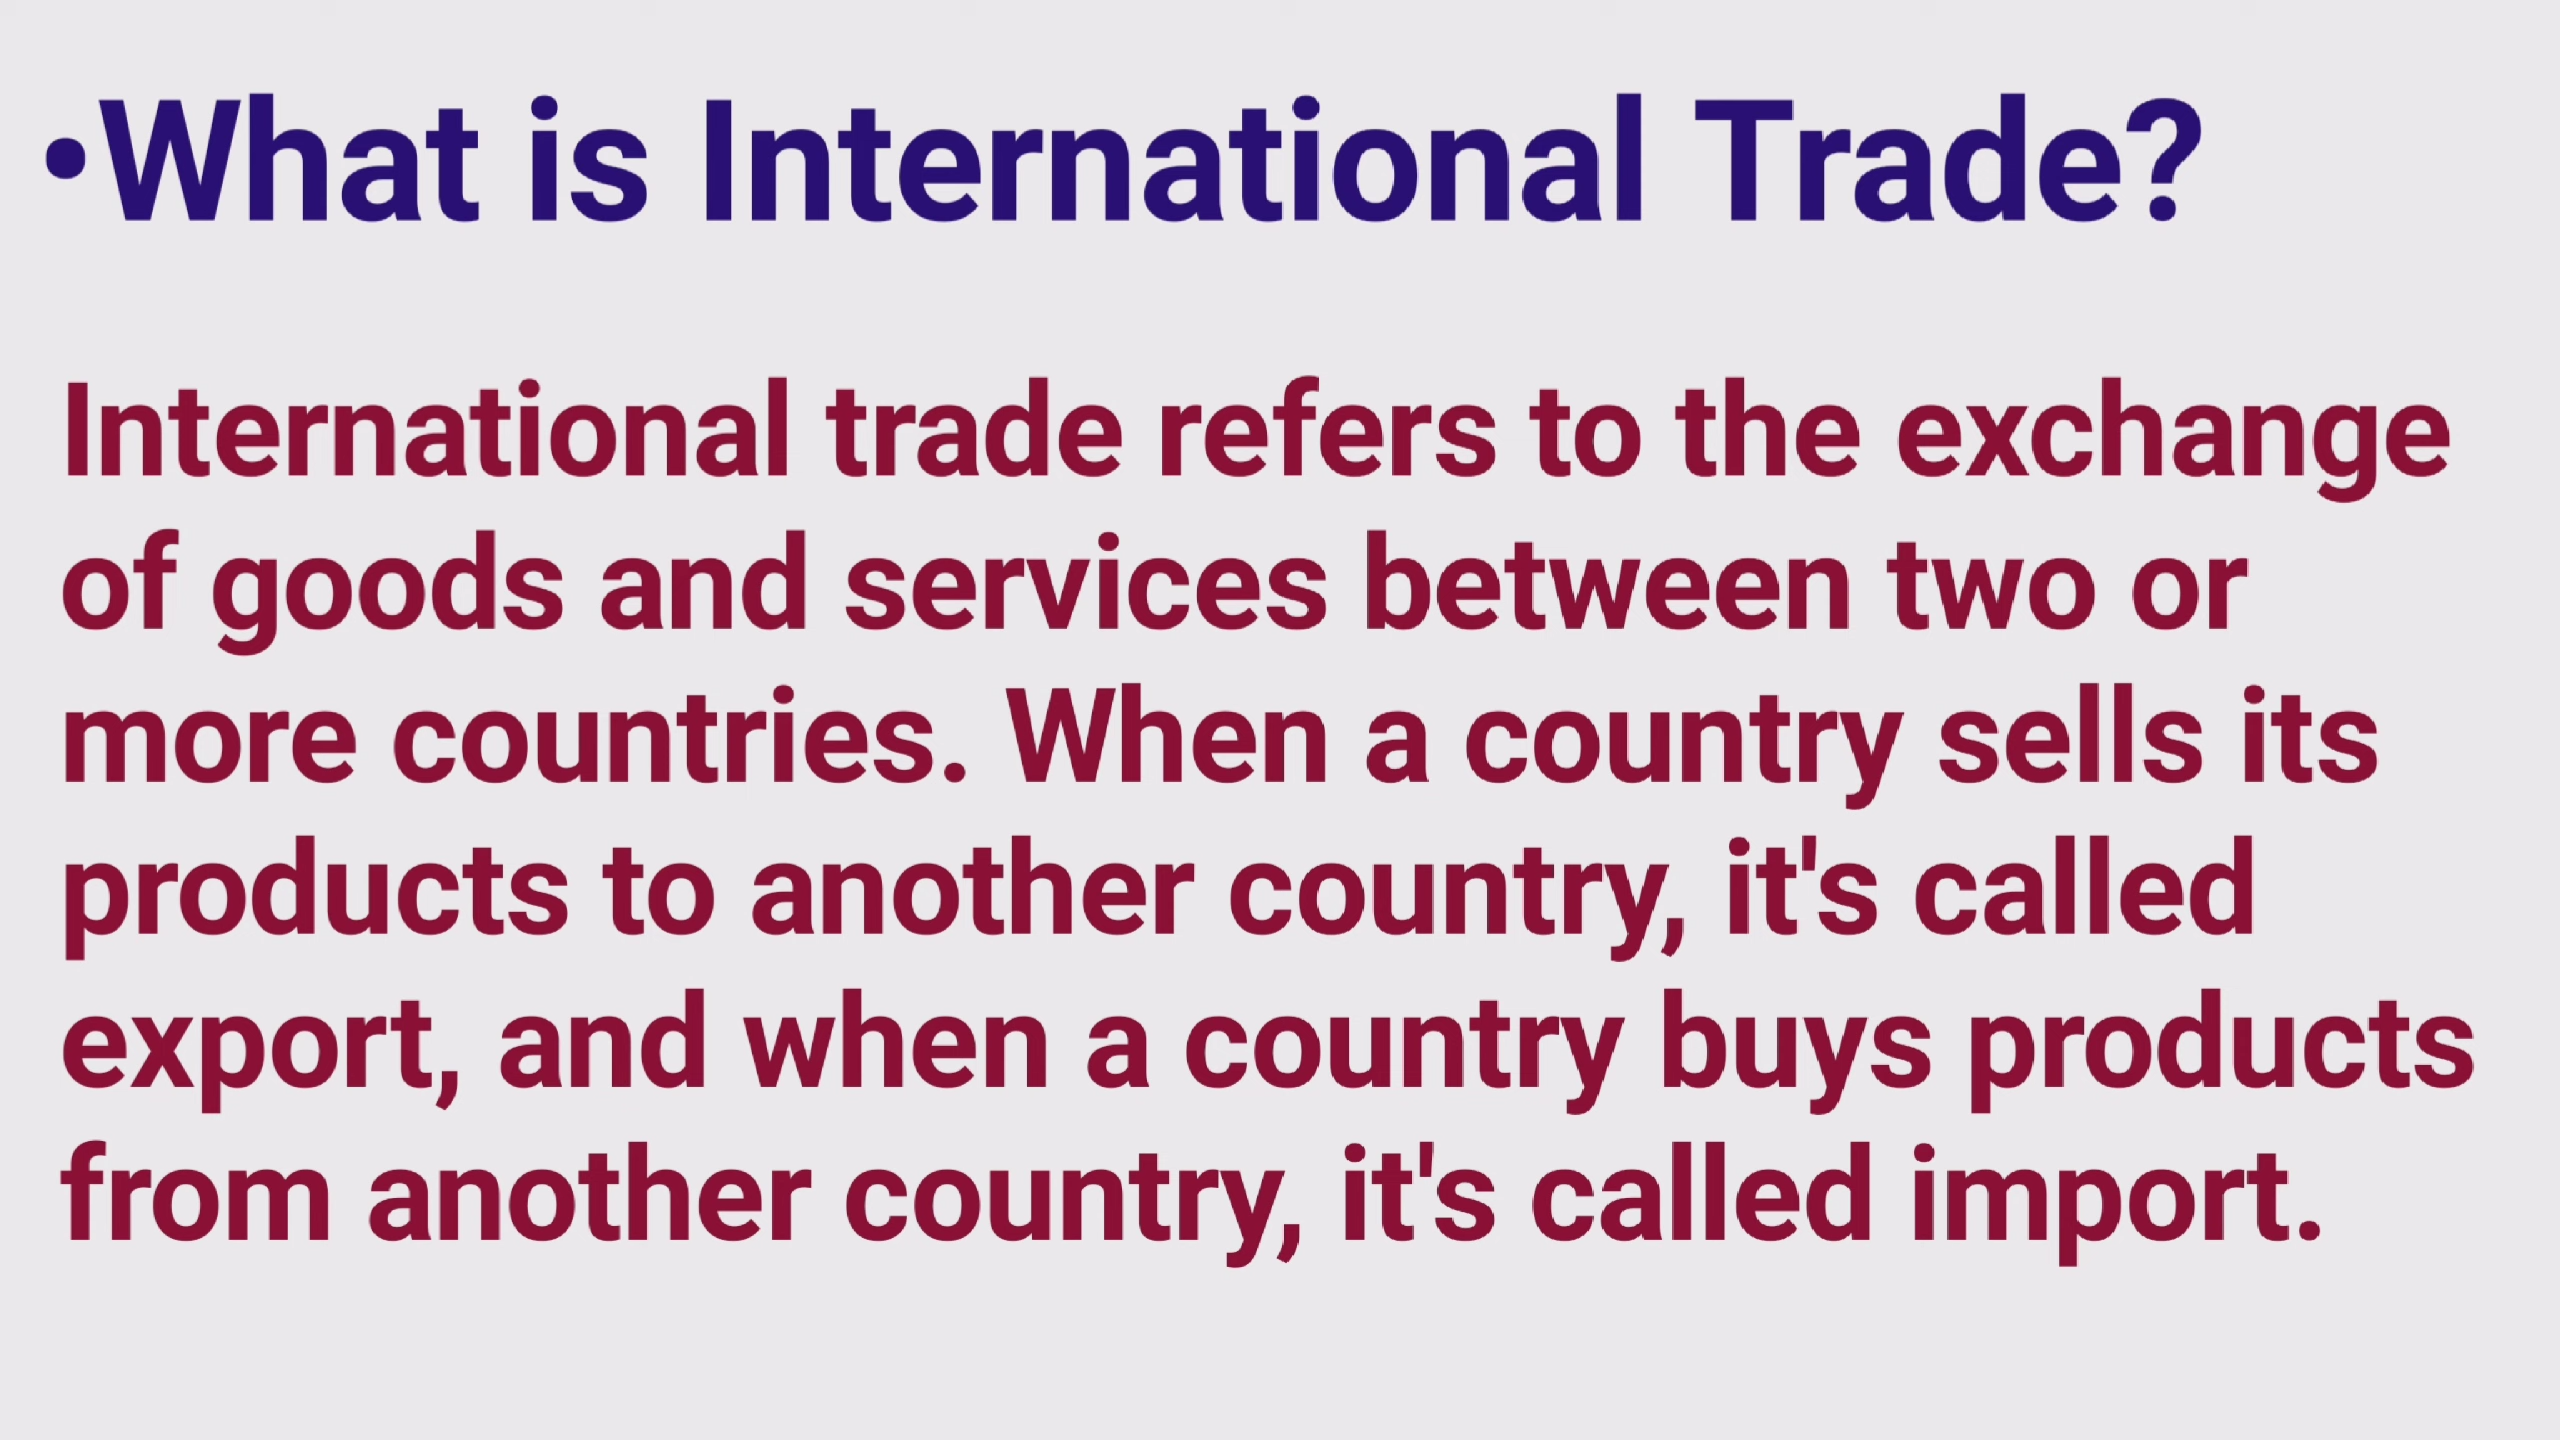 •What is International Trade?
International trade refers to the exchange
of goods and services between two or
more countries. When a country sells its
products to another country, it's called
export, and when a country buys products
from another country, it's called import.